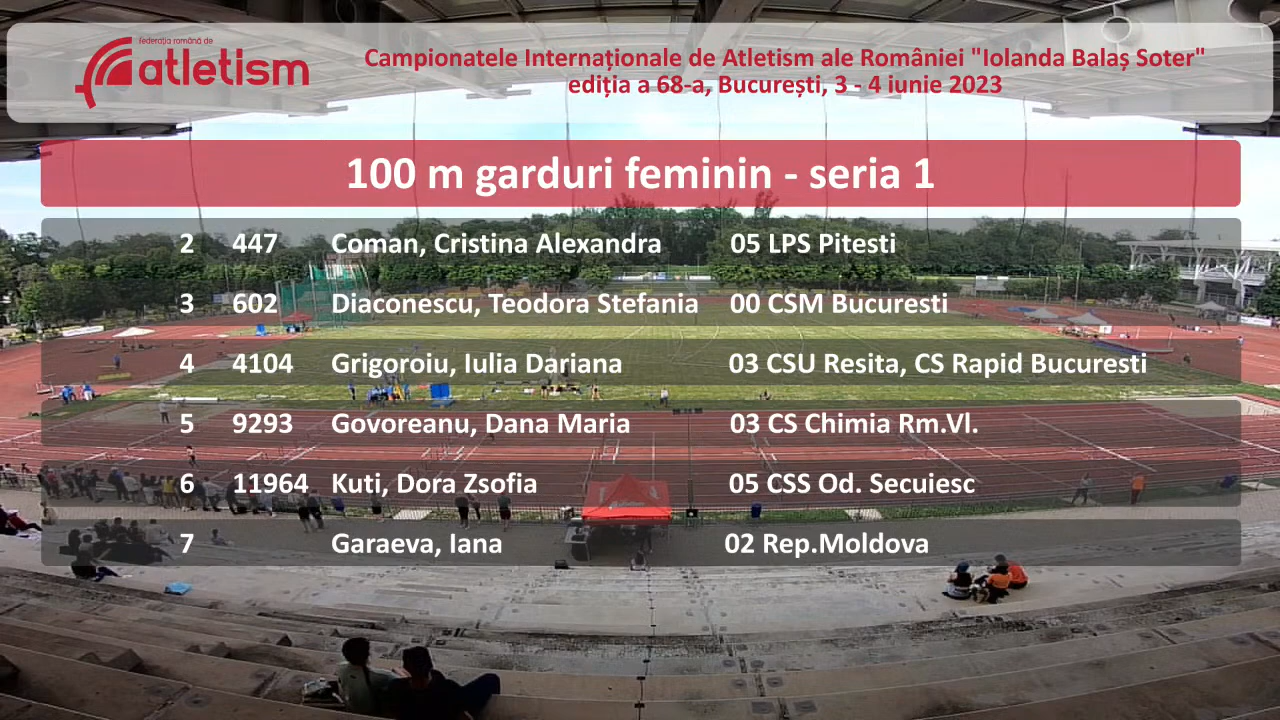 federația română de
atletism
Campionatele Internaționale de Atletism ale României "Iolanda Balaș Soter"
ediția a 68-a, București, 3 - 4 iunie 2023
100 m garduri feminin - seria 1
2 447 Coman, Cristina Alexandra 05 LPS Pitesti
3 602 Diaconescu, Teodora Stefania 00 CSM Bucuresti
4 4104 Grigoroiu, Iulia Dariana 03 CSU Resita, CS Rapid Bucuresti
5 9293 Govoreanu, Dana Maria 03 CS Chimia Rm.Vl.
6 11964 Kuti, Dora Zsofia 05 CSS Od. Secuiesc
7 Garaeva, Iana 02 Rep.Moldova